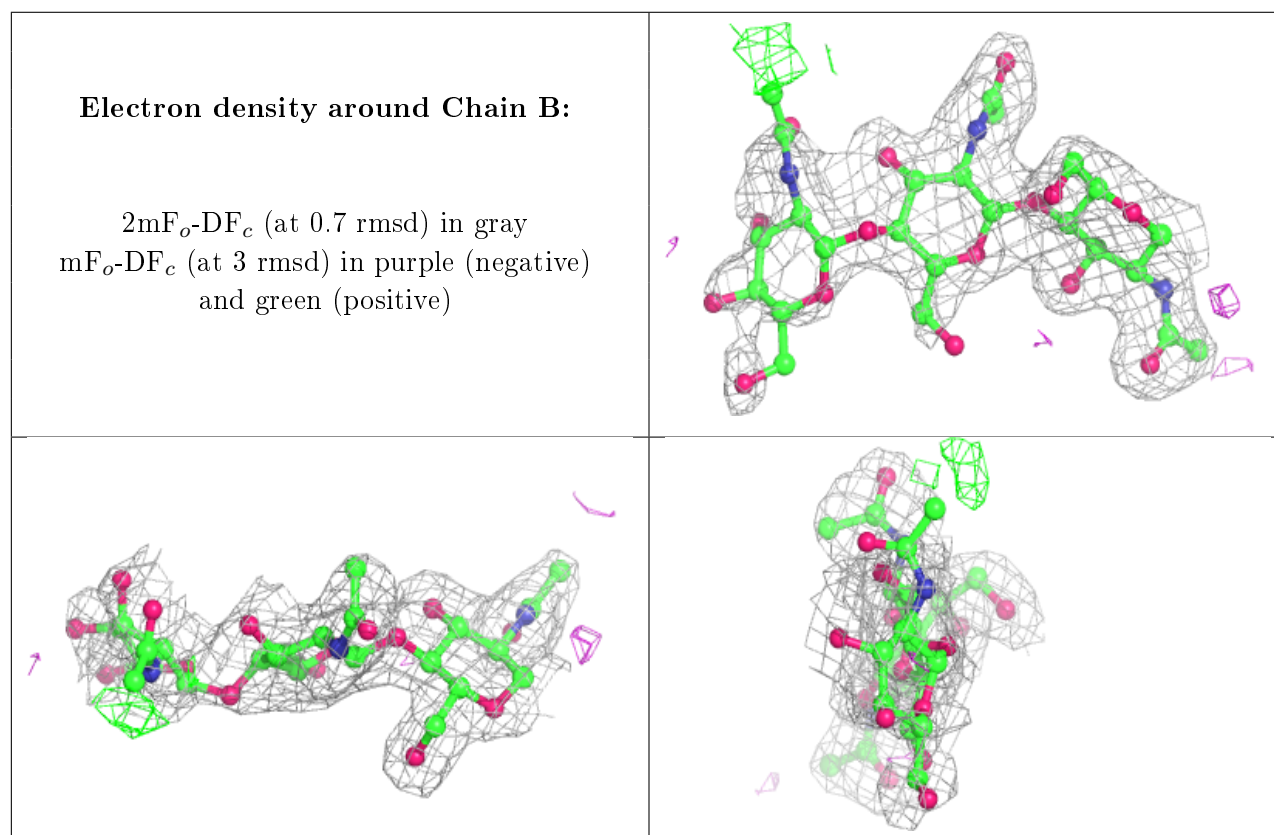 Electron density around Chain B:
2mFₒ-DF𝒸 (at 0.7 rmsd) in gray
mFₒ-DF𝒸 (at 3 rmsd) in purple (negative)
and green (positive)